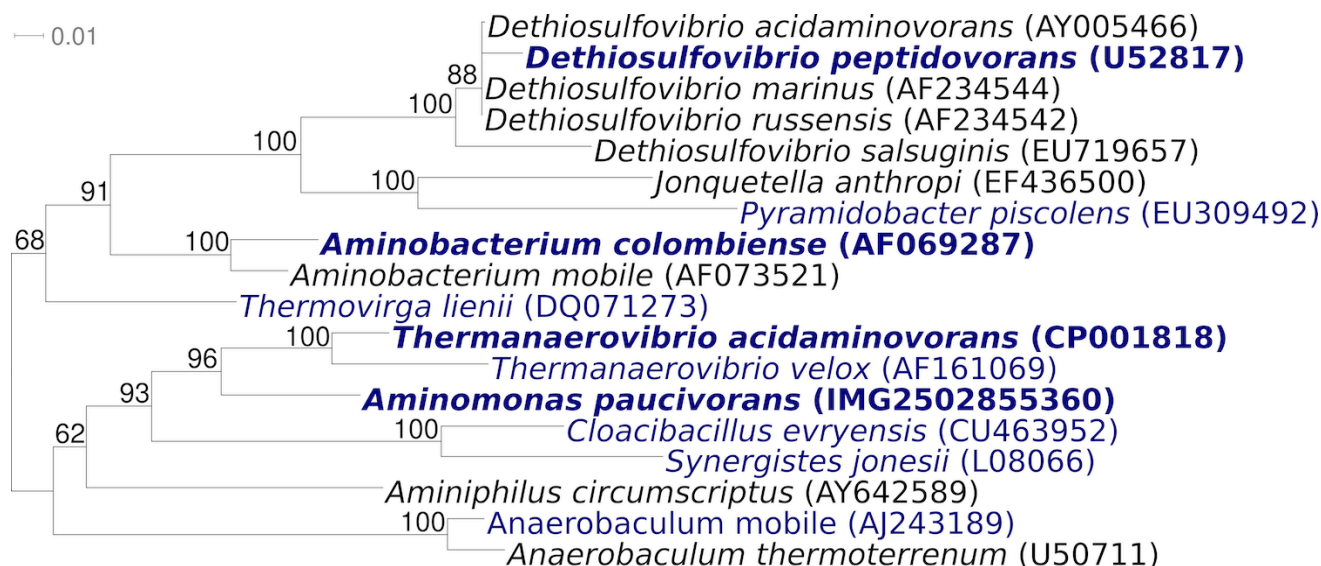 0.01
Dethiosulfovibrio acidaminovorans (AY005466)
Dethiosulfovibrio peptidovorans (U52817)
88
Dethiosulfovibrio marinus (AF234544)
100
Dethiosulfovibrio russensis (AF234542)
100
Dethiosulfovibrio salsuginis (EU719657)
100
Jonquetella anthropi (EF436500)
91
Pyramidobacter piscolens (EU309492)
68
100
Aminobacterium colombiense (AF069287)
Aminobacterium mobile (AF073521)
Thermovirga lienii (DQ071273)
100
Thermanaerovibrio acidaminovorans (CP001818)
96
Thermanaerovibrio velox (AF161069)
93
Aminomonas paucivorans (IMG2502855360)
62
100
Cloacibacillus evryensis (CU463952)
Synergistes jonesii (L08066)
Aminiphilus circumscriptus (AY642589)
100
Anaerobaculum mobile (AJ243189)
Anaerobaculum thermoterrenum (U50711)